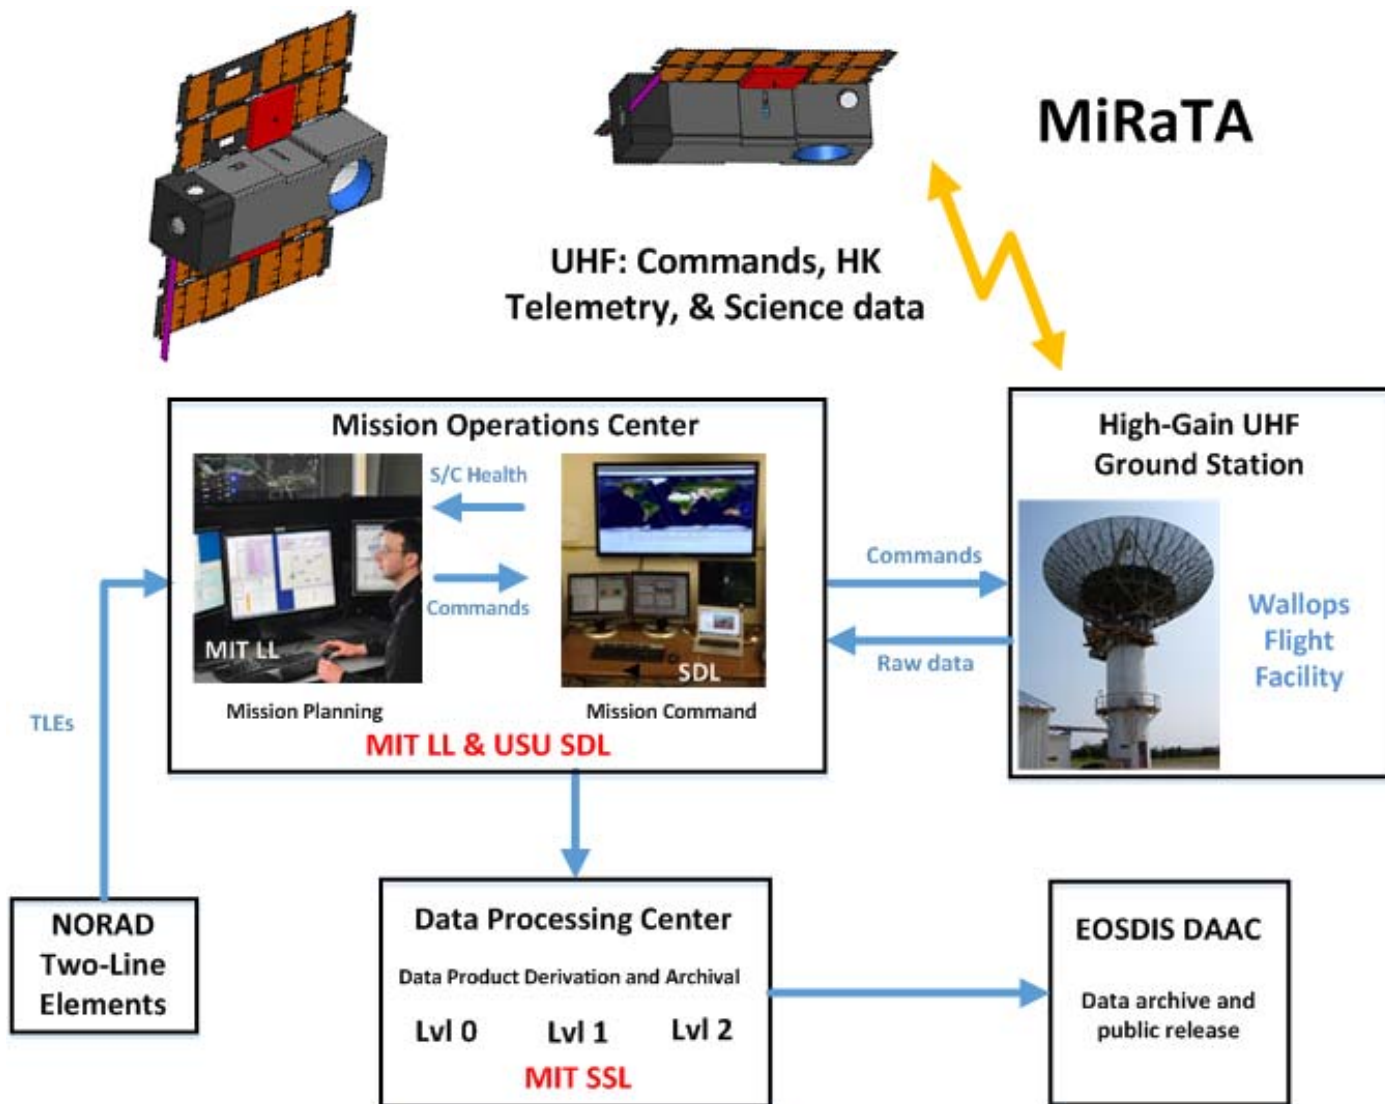 MiRaTA
UHF: Commands, HK
Telemetry, & Science data
Mission Operations Center
S/C Health
Commands
MIT LL
SDL
Mission Planning
Mission Command
MIT LL & USU SDL
Commands
Raw data
High-Gain UHF
Ground Station
Wallops
Flight
Facility
TLEs
NORAD
Two-Line
Elements
Data Processing Center
Data Product Derivation and Archival
Lvl 0 Lvl 1 Lvl 2
MIT SSL
EOSDIS DAAC
Data archive and
public release